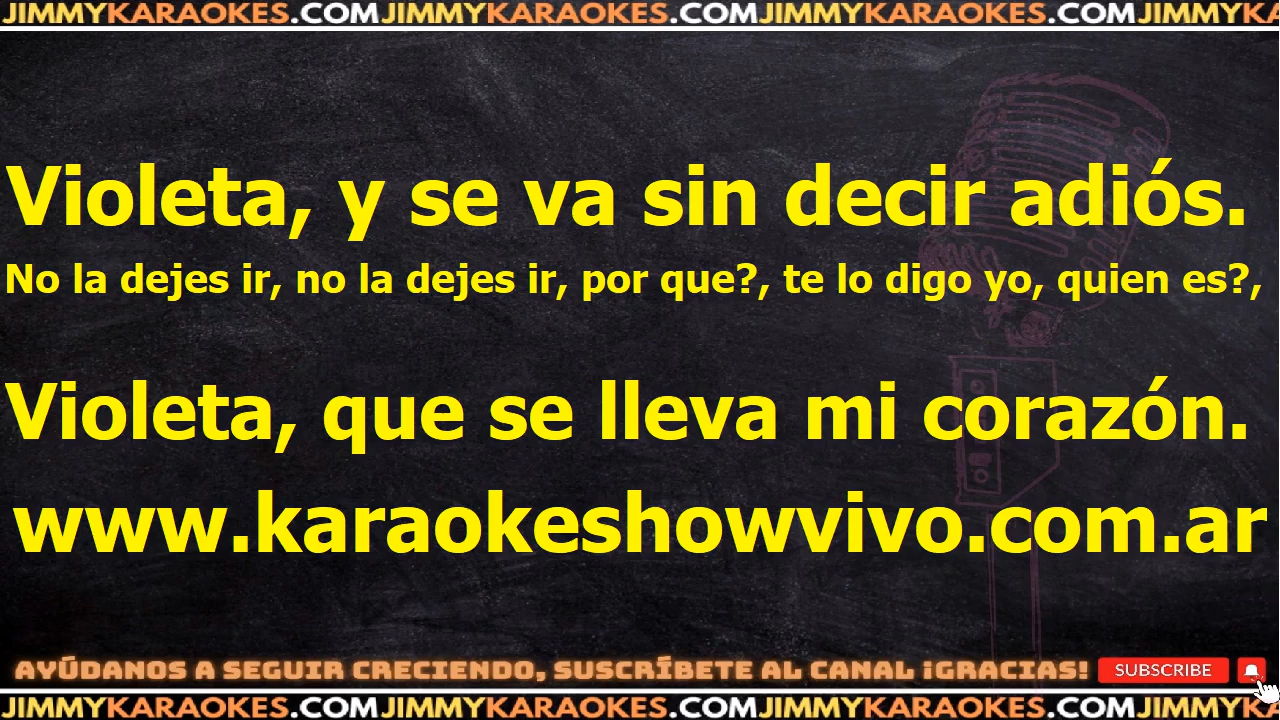 JIMMYKARAOKES.COMJIMMYKARAOKES.COMJIMMYKARAOKES.COMJIMMYKA
Violeta, y se va sin decir adiós.
No la dejes ir, no la dejes ir, por que?, te lo digo yo, quien es?,
Violeta, que se lleva mi corazón.
www.karaokeshowvivo.com.ar
AYÚDANOS A SEGUIR CRECIENDO, SUSCRÍBETE AL CANAL ¡GRACIAS! SUBSCRIBE
JIMMYKARAOKES.COMJIMMYKARAOKES.COMJIMMYKARAOKES.COMJIMMYKA